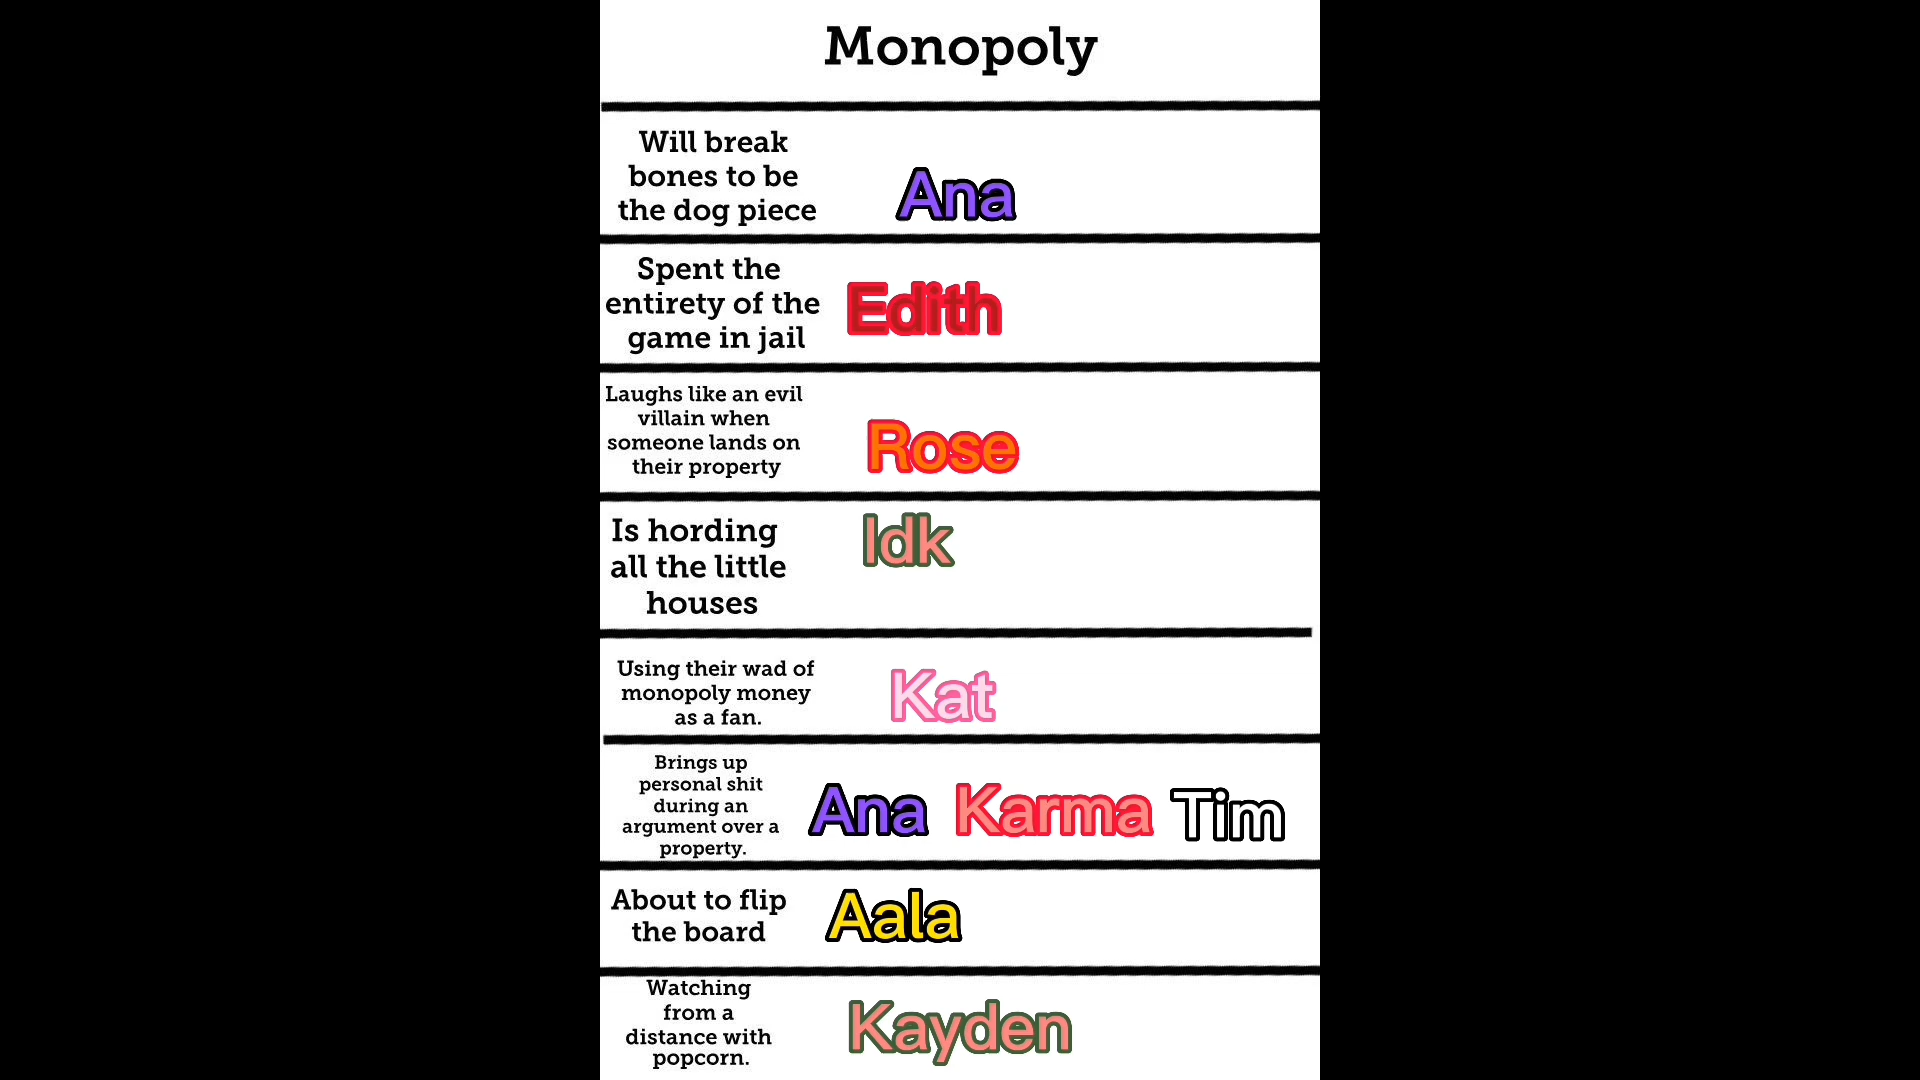 Monopoly
Will break
bones to be
the dog piece
Ana
Spent the
entirety of the
game in jail
Edith
Laughs like an evil
villain when
someone lands on
their property
Rose
Is hording
all the little
houses
Idk
Using their wad of
monopoly money
as a fan.
Kat
Brings up
personal shit
during an
argument over a
property.
Ana Karma Tim
About to flip
the board
Aala
Watching
from a
distance with
popcorn.
Kayden